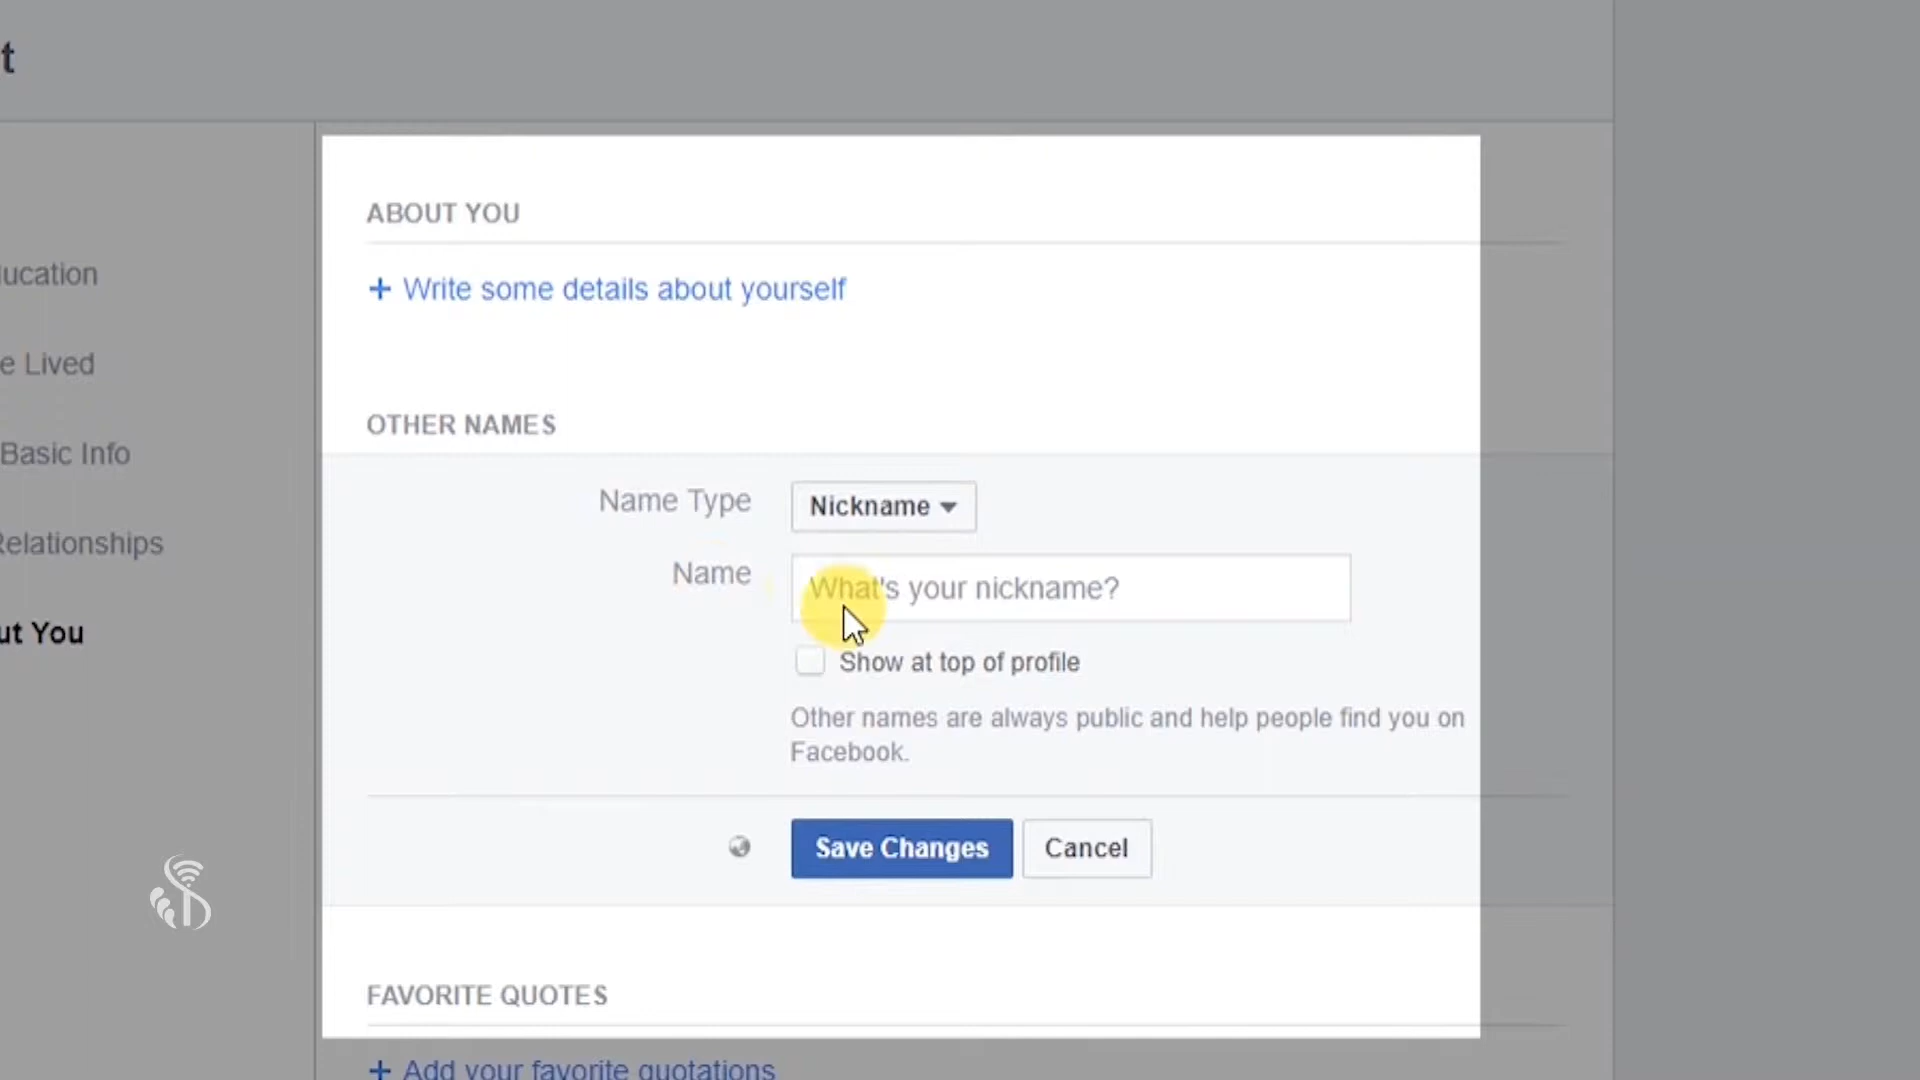 t
ucation
e Lived
Basic Info
Relationships
ut You
ABOUT YOU
+ Write some details about yourself
OTHER NAMES
Name Type
Nickname
Name
What's your nickname?
Show at top of profile
Other names are always public and help people find you on
Facebook.
Save Changes
Cancel
FAVORITE QUOTES
+ Add your favorite quotations